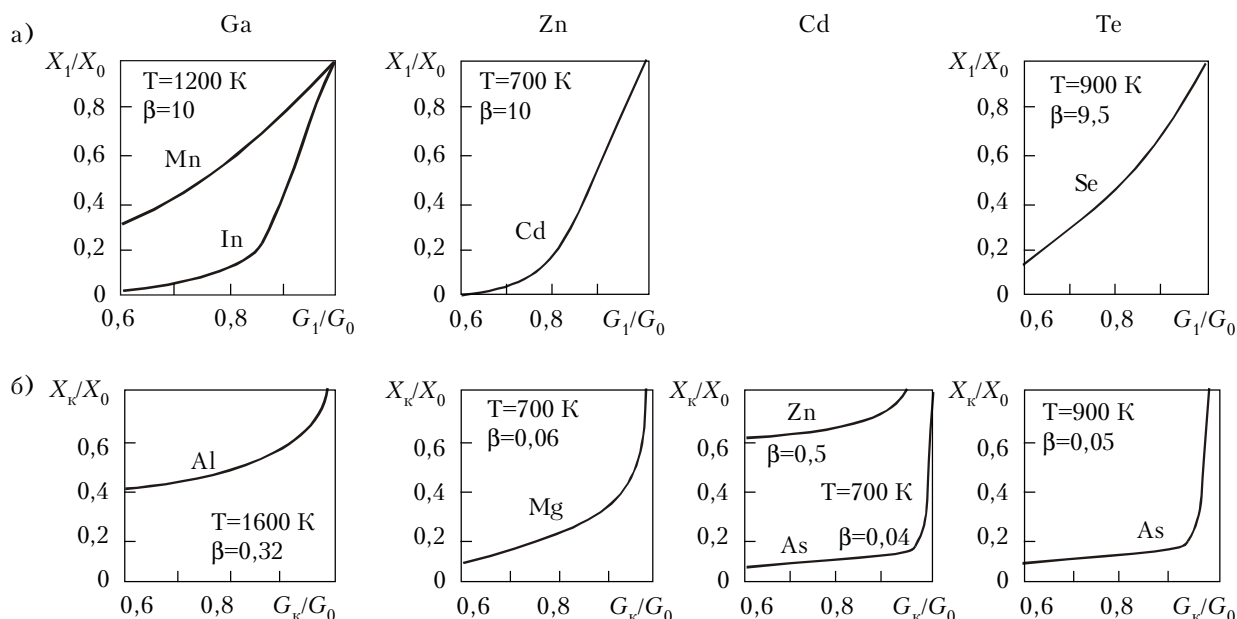 Ga Zn Cd Te
а)
X₁/X₀ X₁/X₀ X₁/X₀
T=1200 К T=700 К T=900 К
β=10 β=10 β=9,5
0,8 0,8 0,8
Mn
0,6 0,6 0,6
Se
0,4 0,4 0,4
In Cd
0,2 0,2 0,2
0 0 0
0,6 0,8 G₁/G₀ 0,6 0,8 G₁/G₀ 0,6 0,8 G₁/G₀
б)
Xк/X₀ Xк/X₀ Xк/X₀ Xк/X₀
T=700 К Zn T=900 К
β=0,06 β=0,05
0,6 0,6 0,6 0,6
Al β=0,5
0,4 0,4 0,4 T=700 К 0,4
T=1600 К Mg
β=0,32 As β=0,04 As
0,2 0,2 0,2 0,2
0 0 0 0
0,6 0,8 Gк/G₀ 0,6 0,8 Gк/G₀ 0,6 0,8 Gк/G₀ 0,6 0,8 Gк/G₀